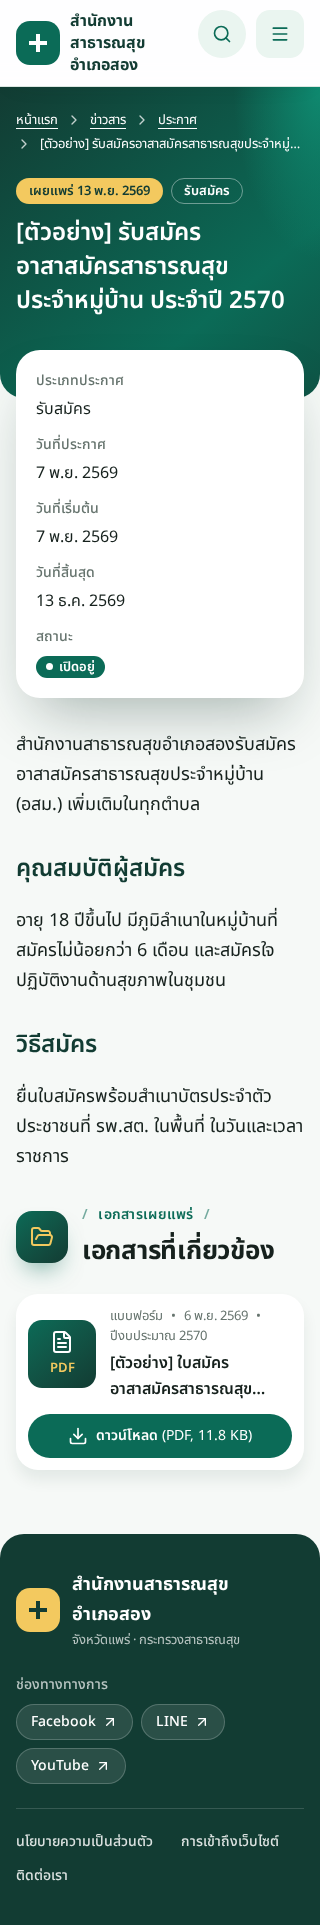 สำนักงาน
สาธารณสุข
อำเภอสอง
หน้าแรก > ข่าวสาร > ประกาศ
> [ตัวอย่าง] รับสมัครอาสาสมัครสาธารณสุขประจำหมู่...
เผยแพร่ 13 พ.ย. 2569 รับสมัคร
[ตัวอย่าง] รับสมัคร
อาสาสมัครสาธารณสุข
ประจำหมู่บ้าน ประจำปี 2570
ประเภทประกาศ
รับสมัคร
วันที่ประกาศ
7 พ.ย. 2569
วันที่เริ่มต้น
7 พ.ย. 2569
วันที่สิ้นสุด
13 ธ.ค. 2569
สถานะ
เปิดอยู่
สำนักงานสาธารณสุขอำเภอสองรับสมัคร
อาสาสมัครสาธารณสุขประจำหมู่บ้าน
(อสม.) เพิ่มเติมในทุกตำบล
คุณสมบัติผู้สมัคร
อายุ 18 ปีขึ้นไป มีภูมิลำเนาในหมู่บ้านที่
สมัครไม่น้อยกว่า 6 เดือน และสมัครใจ
ปฏิบัติงานด้านสุขภาพในชุมชน
วิธีสมัคร
ยื่นใบสมัครพร้อมสำเนาบัตรประจำตัว
ประชาชนที่ รพ.สต. ในพื้นที่ ในวันและเวลา
ราชการ
/ เอกสารเผยแพร่ /
เอกสารที่เกี่ยวข้อง
แบบฟอร์ม • 6 พ.ย. 2569 •
ปีงบประมาณ 2570
PDF
[ตัวอย่าง] ใบสมัคร
อาสาสมัครสาธารณสุข...
ดาวน์โหลด (PDF, 11.8 KB)
สำนักงานสาธารณสุข
อำเภอสอง
จังหวัดแพร่ · กระทรวงสาธารณสุข
ช่องทางทางการ
Facebook LINE
YouTube
นโยบายความเป็นส่วนตัว การเข้าถึงเว็บไซต์
ติดต่อเรา